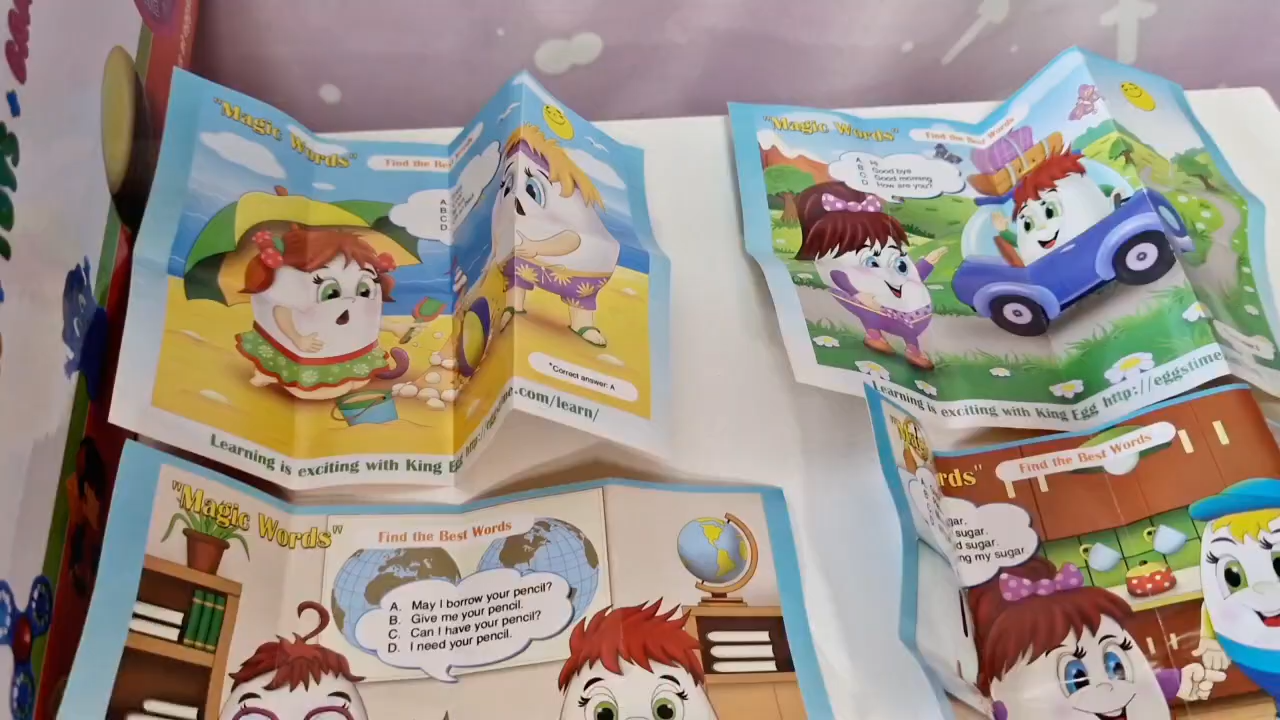 "Magic Words"
Find the Best
A.
B.
C.
D.
*Correct answer: A
Learning is exciting with King Egg
.com/learn/
"Magic Words"
Find the Best Words
A. Hi
B. Good bye
C. Good morning
D. How are you?
Learning is exciting with King Egg http://eggstime
"Magic Words"
Find the Best Words
A. May I borrow your pencil?
B. Give me your pencil.
C. Can I have your pencil?
D. I need your pencil.
rds"
Find the Best Words
gar.
sugar.
d sugar.
ng my sugar